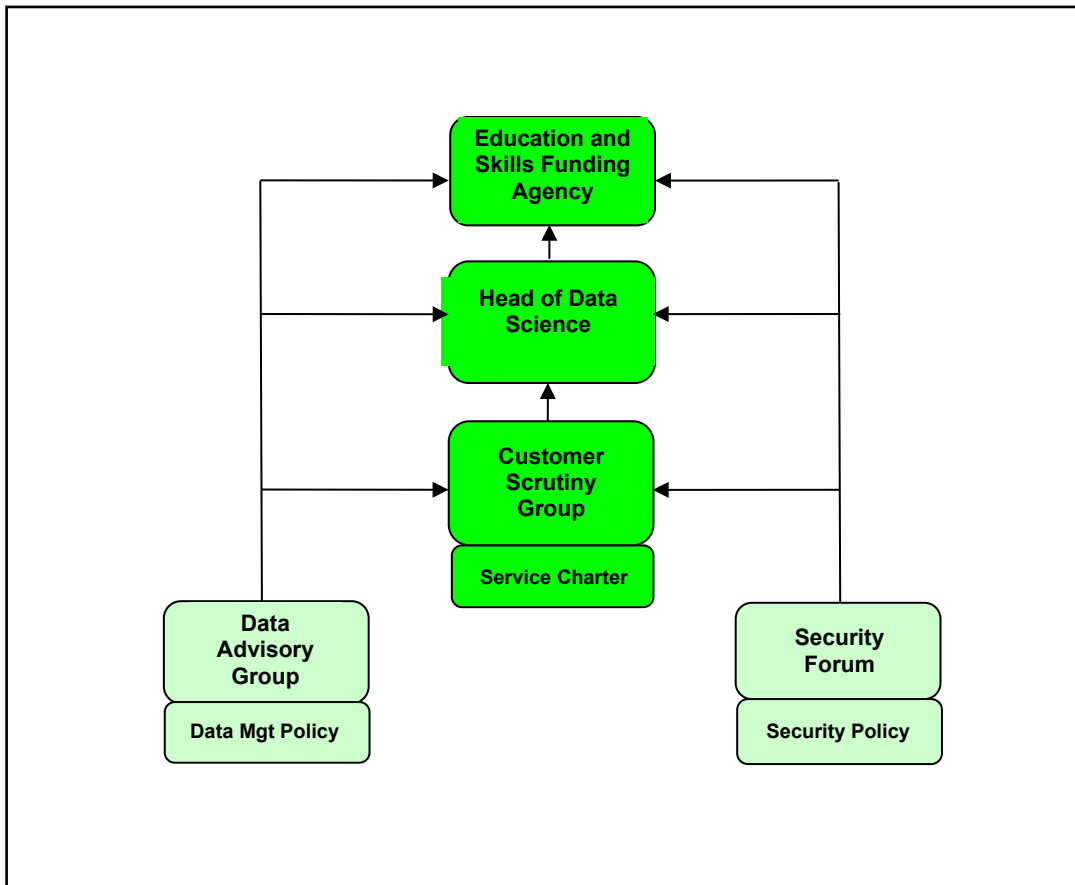 Education and
Skills Funding
Agency
Head of Data
Science
Customer
Scrutiny
Group
Service Charter
Data
Advisory
Group
Data Mgt Policy
Security
Forum
Security Policy